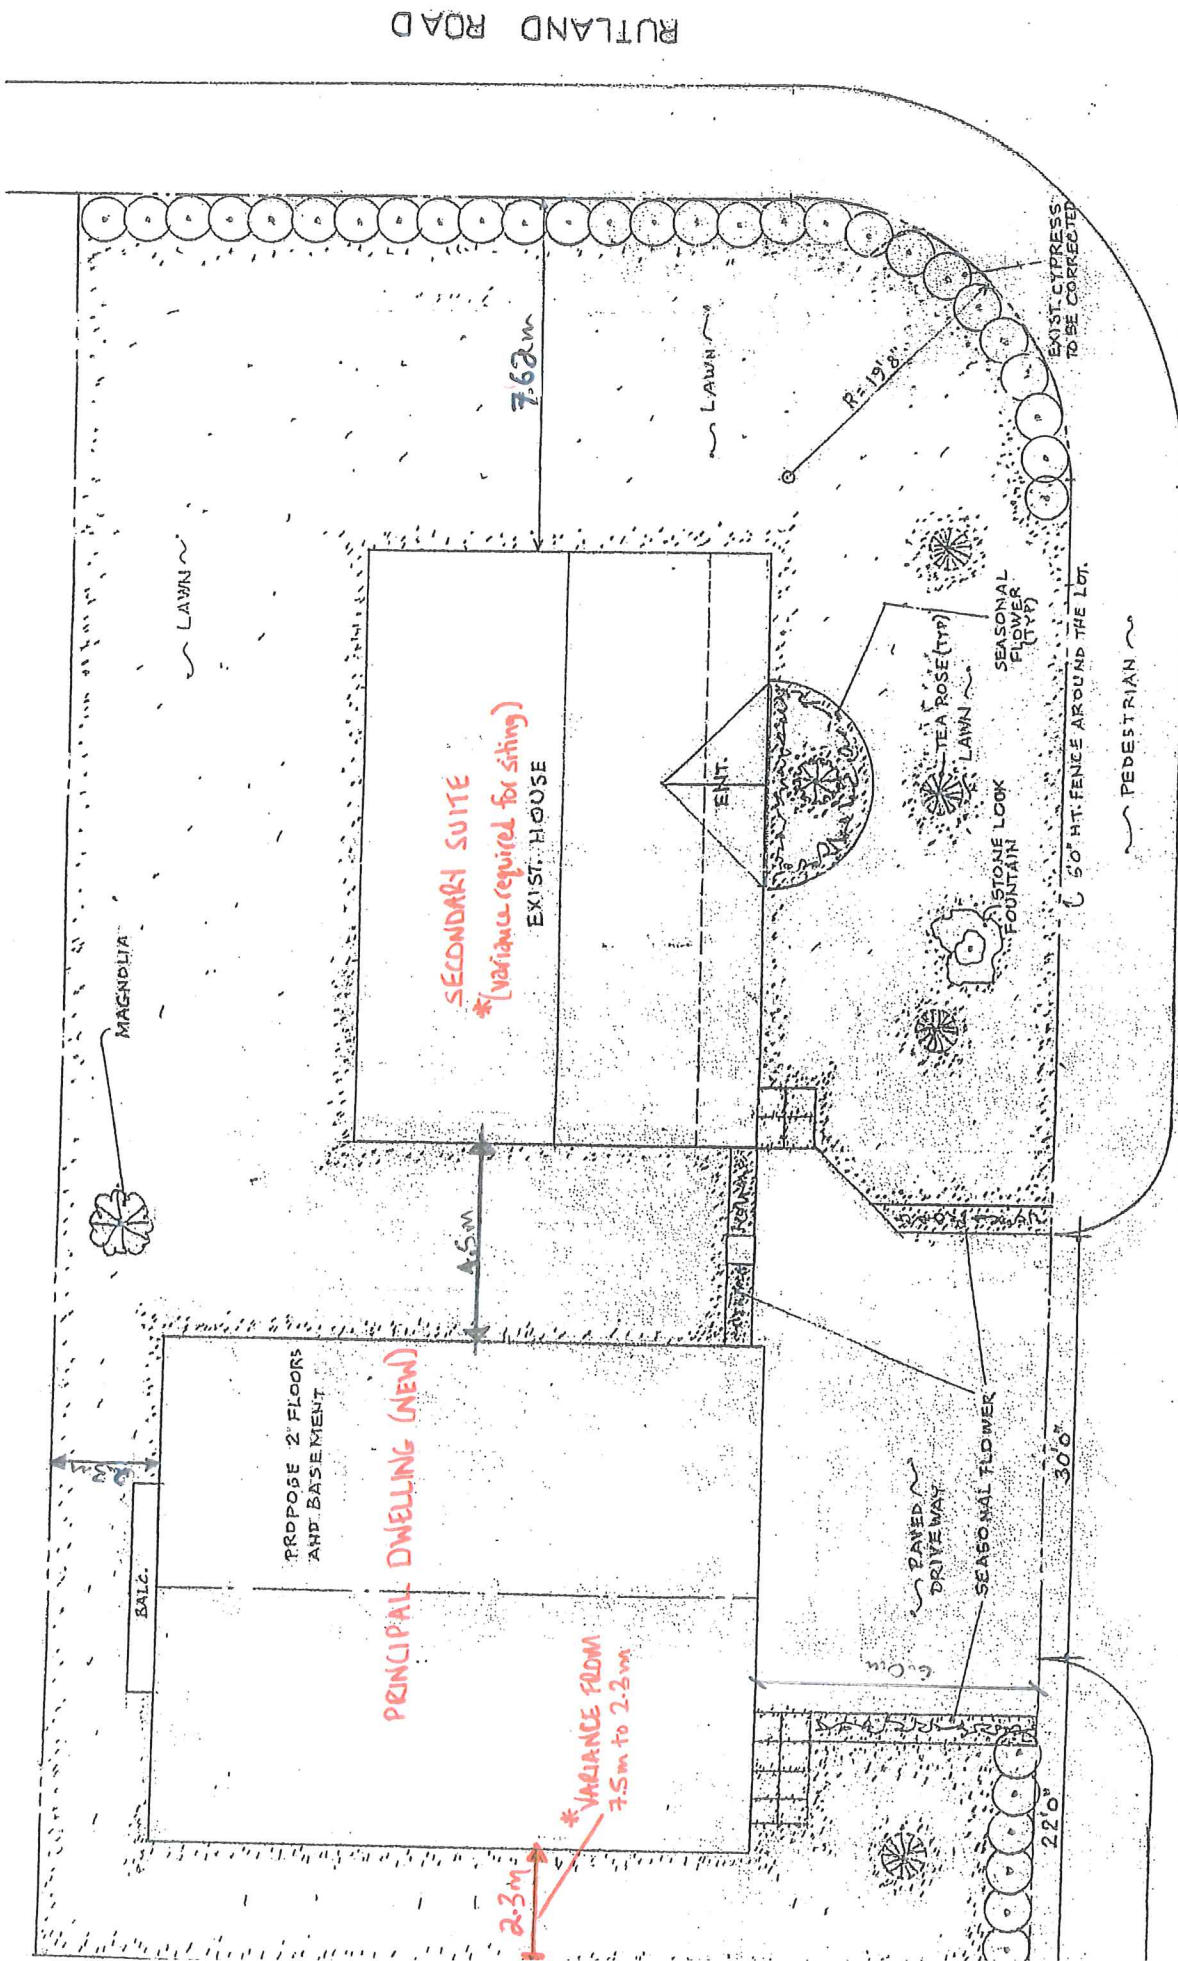 RUTLAND ROAD
EXIST. CYPRESS
TO BE CORRECTED
7.62m
~ LAWN ~
R = 19'8"
~ LAWN ~
SECONDARY SUITE
*(variance required for siting)
EXIST. HOUSE
ENT.
SEASONAL
FLOWER
(TYP)
TEA ROSE (TYP)
LAWN ~
STONE LOOK
FOUNTAIN
5'0" HT. FENCE AROUND THE LOT.
~ PEDESTRIAN ~
MAGNOLIA
4.5m
PROPOSE 2 FLOORS
AND BASEMENT
PRINCIPAL DWELLING (NEW)
BALC.
* VARIANCE FROM
7.5m to 2.3m
2.3m
~ PAVED ~
DRIVEWAY
SEASONAL FLOWER
6.0m
30'0"
22'0"